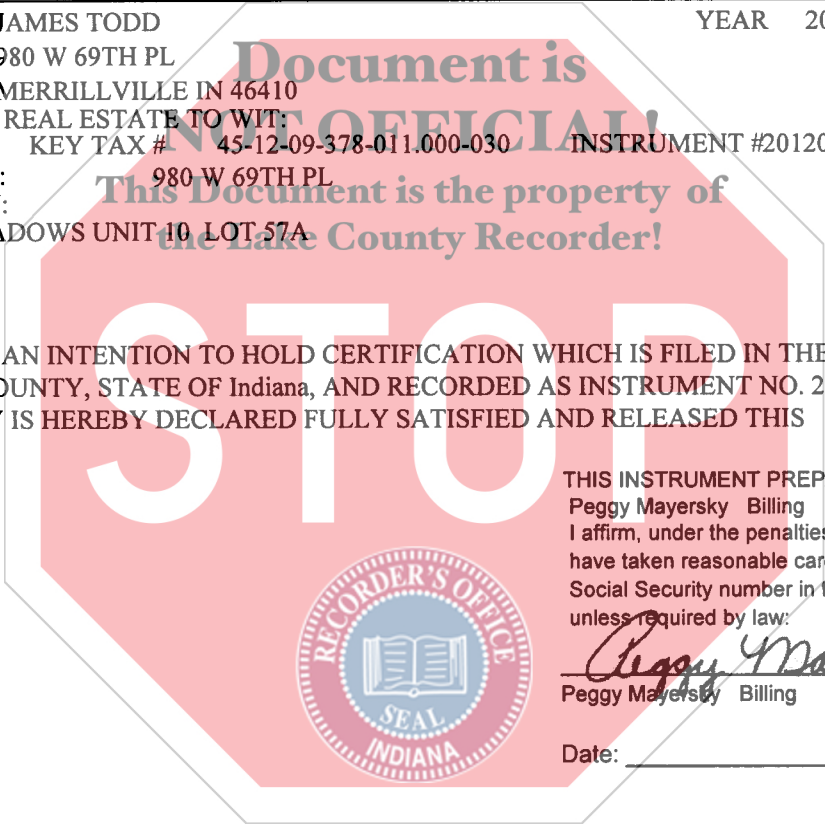 JAMES TODD YEAR 20
980 W 69TH PL
Document is
MERRILLVILLE IN 46410
REAL ESTATE TO WIT:
NOT OFFICIAL!
KEY TAX # 45-12-09-378-011.000-030 INSTRUMENT #20120
: 980 W 69TH PL
This Document is the property of
:
ADOWS UNIT 10 LOT 57A
the Lake County Recorder!
STOP
AN INTENTION TO HOLD CERTIFICATION WHICH IS FILED IN THE
OUNTY, STATE OF Indiana, AND RECORDED AS INSTRUMENT NO. 2
Y IS HEREBY DECLARED FULLY SATISFIED AND RELEASED THIS
THIS INSTRUMENT PREP
Peggy Mayersky Billing
I affirm, under the penalties
have taken reasonable car
Social Security number in t
unless required by law:
Peggy Ma
Peggy Mayersky Billing
Date:
RECORDER'S OFFICE
SEAL
INDIANA